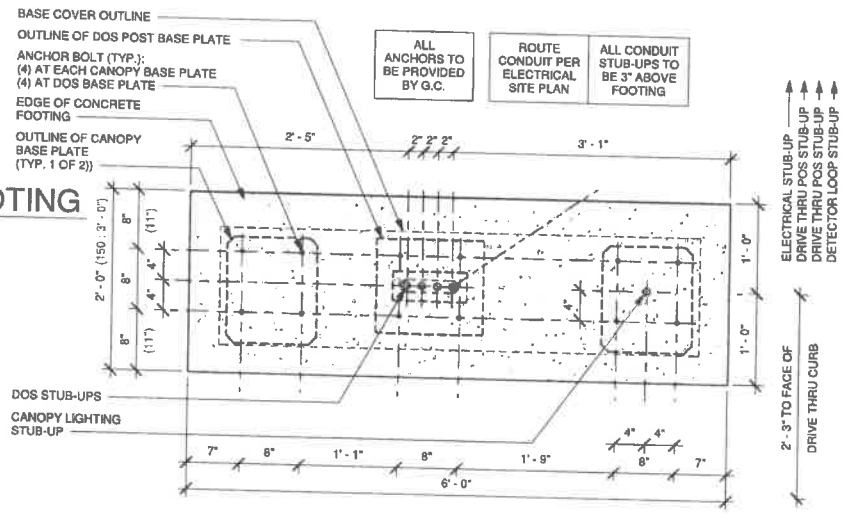 BASE COVER OUTLINE
OUTLINE OF DOS POST BASE PLATE
ANCHOR BOLT (TYP.):
(4) AT EACH CANOPY BASE PLATE
(4) AT DOS BASE PLATE
EDGE OF CONCRETE
FOOTING
OUTLINE OF CANOPY
BASE PLATE
(TYP. 1 OF 2))
ALL
ANCHORS TO
BE PROVIDED
BY G.C.
ROUTE
CONDUIT PER
ELECTRICAL
SITE PLAN
ALL CONDUIT
STUB-UPS TO
BE 3" ABOVE
FOOTING
2' - 5"
2" 2" 2"
3' - 1"
OTING
2' - 0" (150 : 3' - 0")
8"
(11")
8"
8"
(11")
4"
4"
4"
1' - 0"
1' - 0"
ELECTRICAL STUB-UP
DRIVE THRU POS STUB-UP
DRIVE THRU POS STUB-UP
DETECTOR LOOP STUB-UP
2' - 3" TO FACE OF
DRIVE THRU CURB
DOS STUB-UPS
CANOPY LIGHTING
STUB-UP
4" 4"
7" 8" 1' - 1" 8" 1' - 9" 8" 7"
6' - 0"